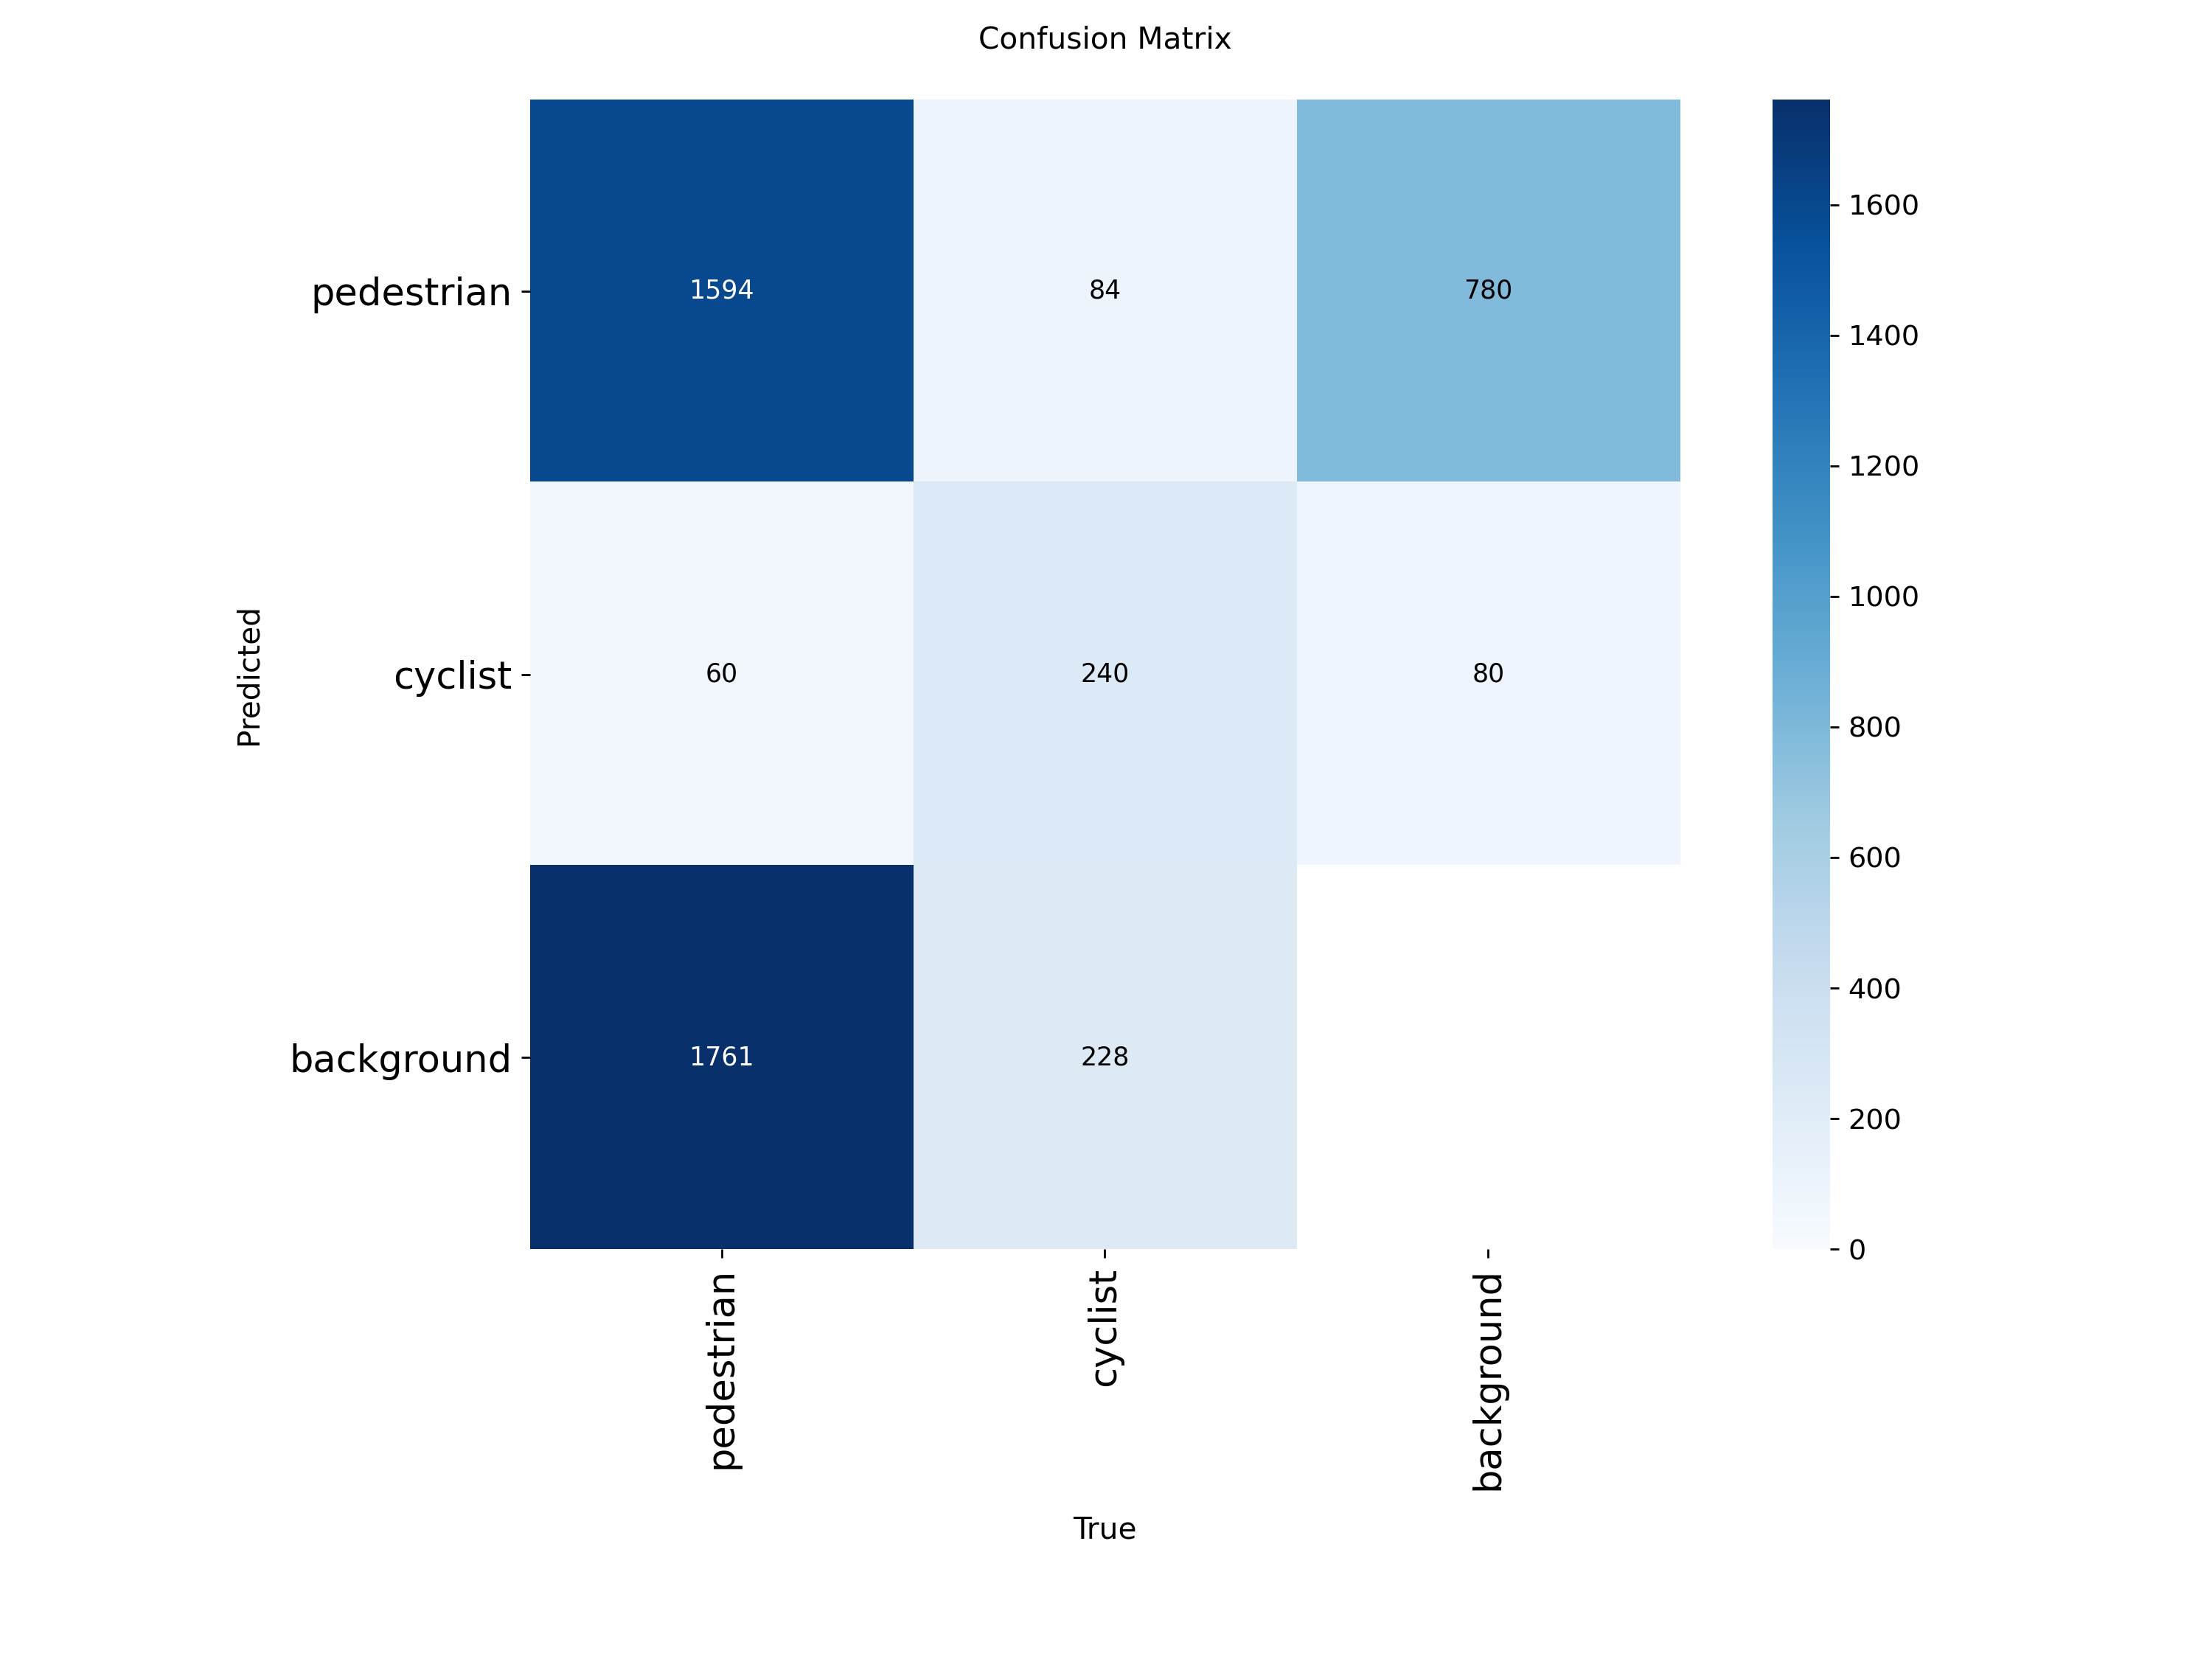 Confusion Matrix
pedestrian
1594
84
780
cyclist
60
240
80
background
1761
228
Predicted
pedestrian
cyclist
background
True
1600
1400
1200
1000
800
600
400
200
0